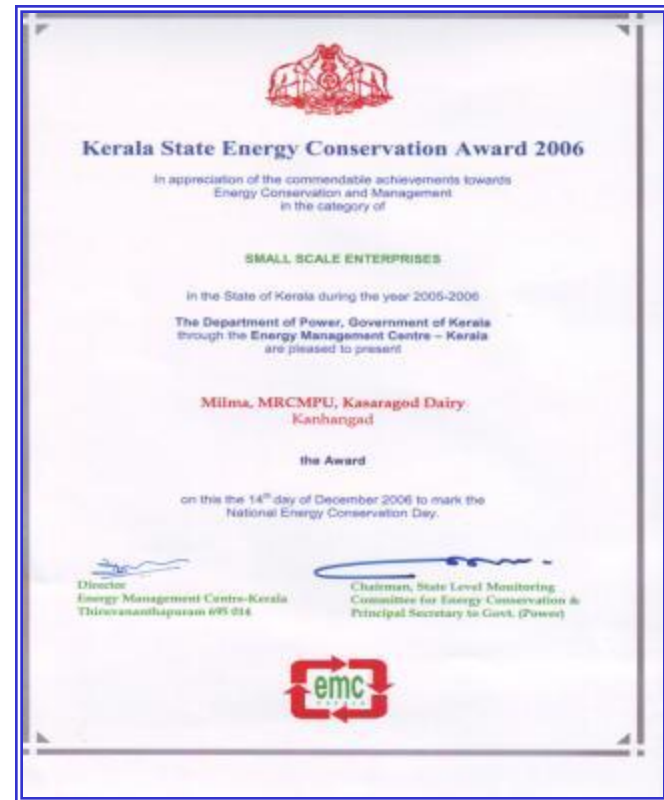 Kerala State Energy Conservation Award 2006
In appreciation of the commendable achievements towards
Energy Conservation and Management
in the category of
SMALL SCALE ENTERPRISES
in the State of Kerala during the year 2005-2006
The Department of Power, Government of Kerala
through the Energy Management Centre – Kerala
are pleased to present
Milma, MRCMPU, Kasaragod Dairy
Kanhangad
the Award
on this the 14th day of December 2006 to mark the
National Energy Conservation Day.
Director
Energy Management Centre-Kerala
Thiruvananthapuram 695 014
Chairman, State Level Monitoring
Committee for Energy Conservation &
Principal Secretary to Govt. (Power)
emc